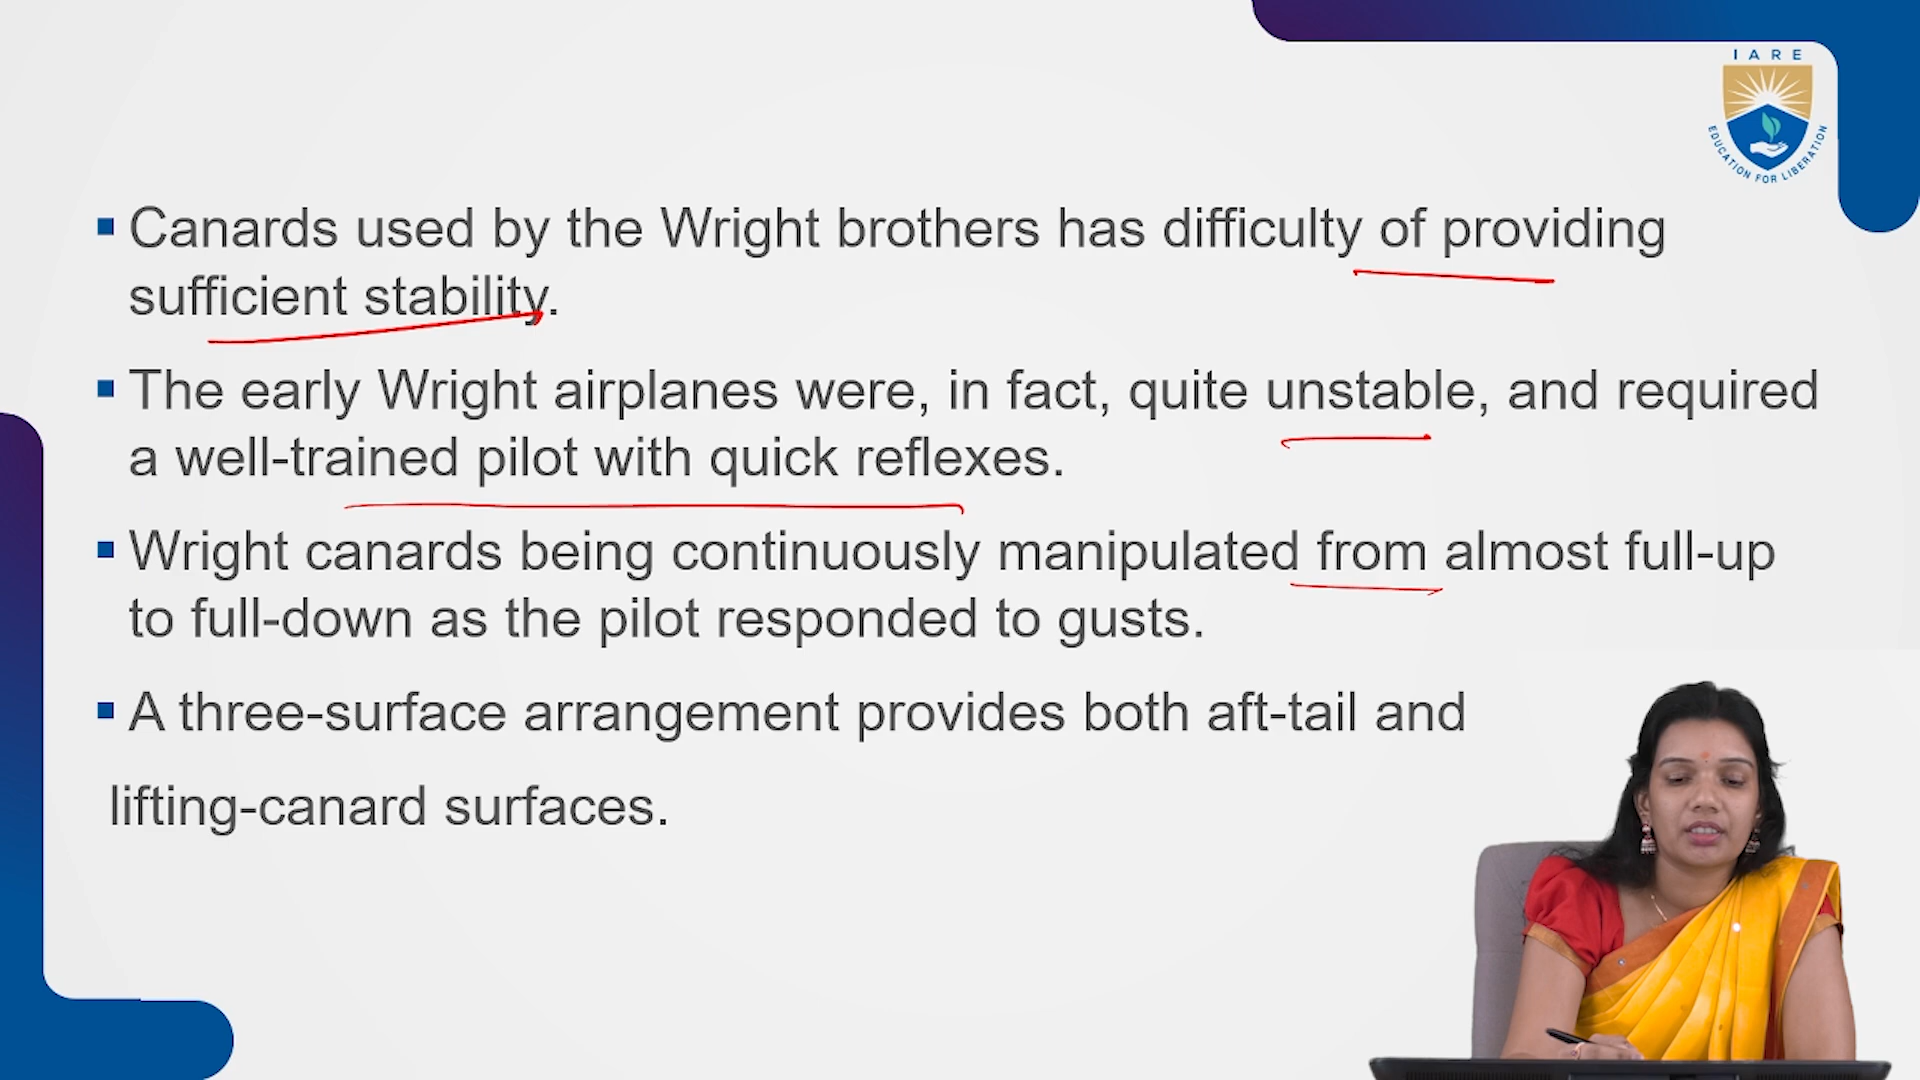 IARE
EDUCATION FOR LIBERATION
▪ Canards used by the Wright brothers has difficulty of providing
sufficient stability.
▪ The early Wright airplanes were, in fact, quite unstable, and required
a well-trained pilot with quick reflexes.
▪ Wright canards being continuously manipulated from almost full-up
to full-down as the pilot responded to gusts.
▪ A three-surface arrangement provides both aft-tail and
lifting-canard surfaces.